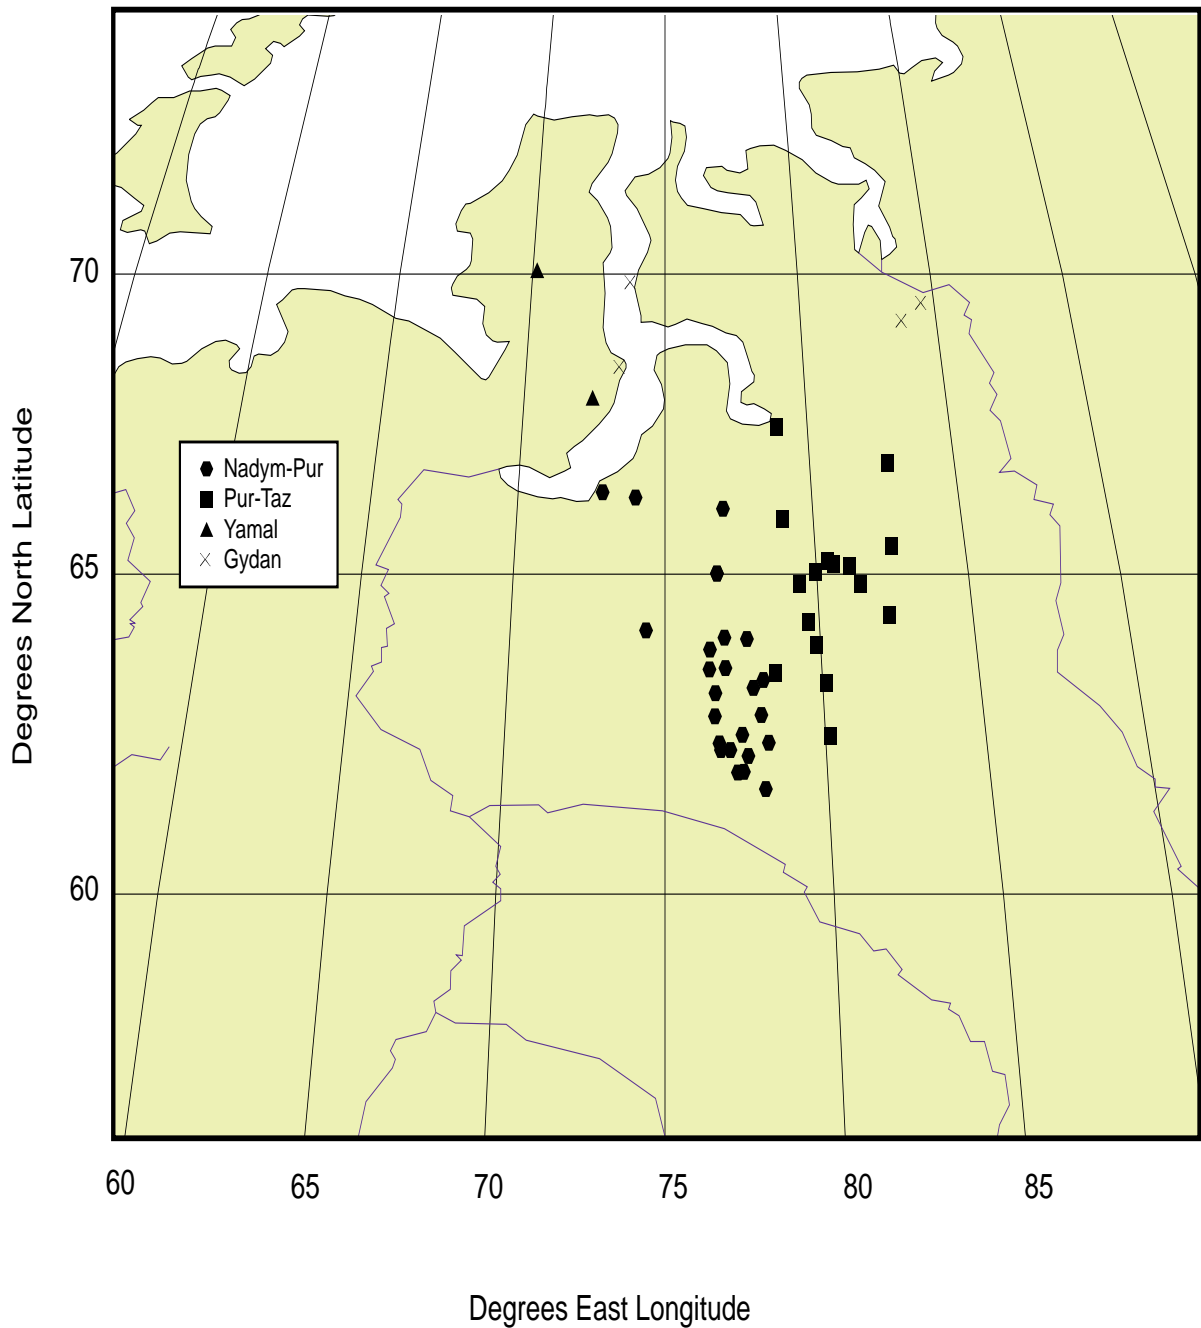 70
65
60
Degrees North Latitude
Nadym-Pur
Pur-Taz
Yamal
Gydan
60 65 70 75 80 85
Degrees East Longitude